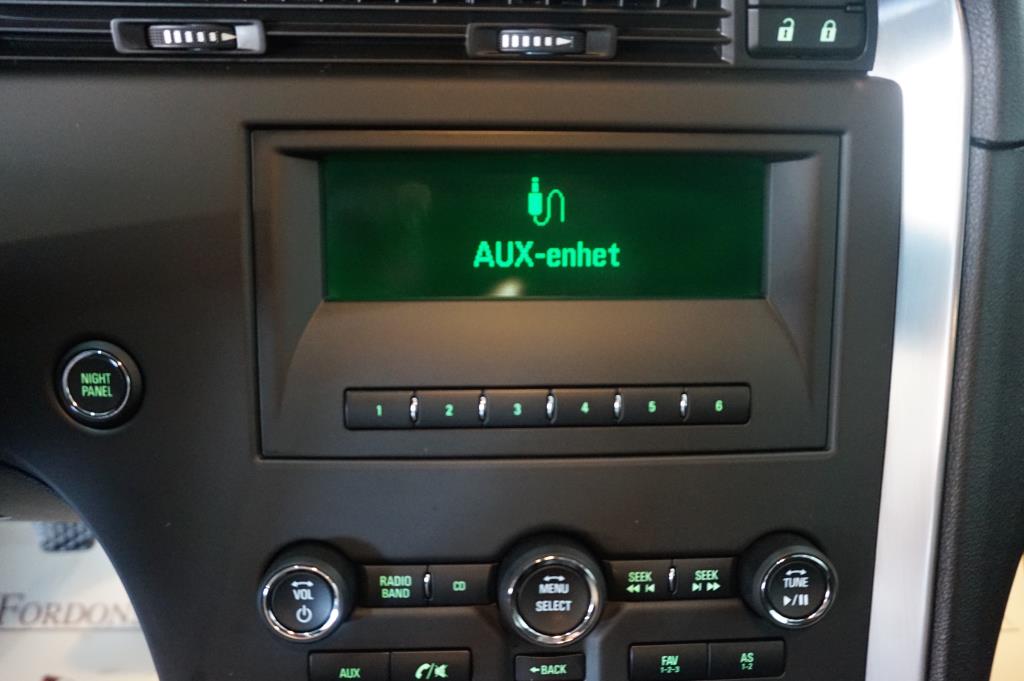 AUX-enhet
NIGHT
PANEL
1 2 3 4 5 6
VOL
RADIO
BAND
CD
MENU
SELECT
SEEK
SEEK
TUNE
AUX
BACK
FAV
1-2-3
AS
1-2
FORDON